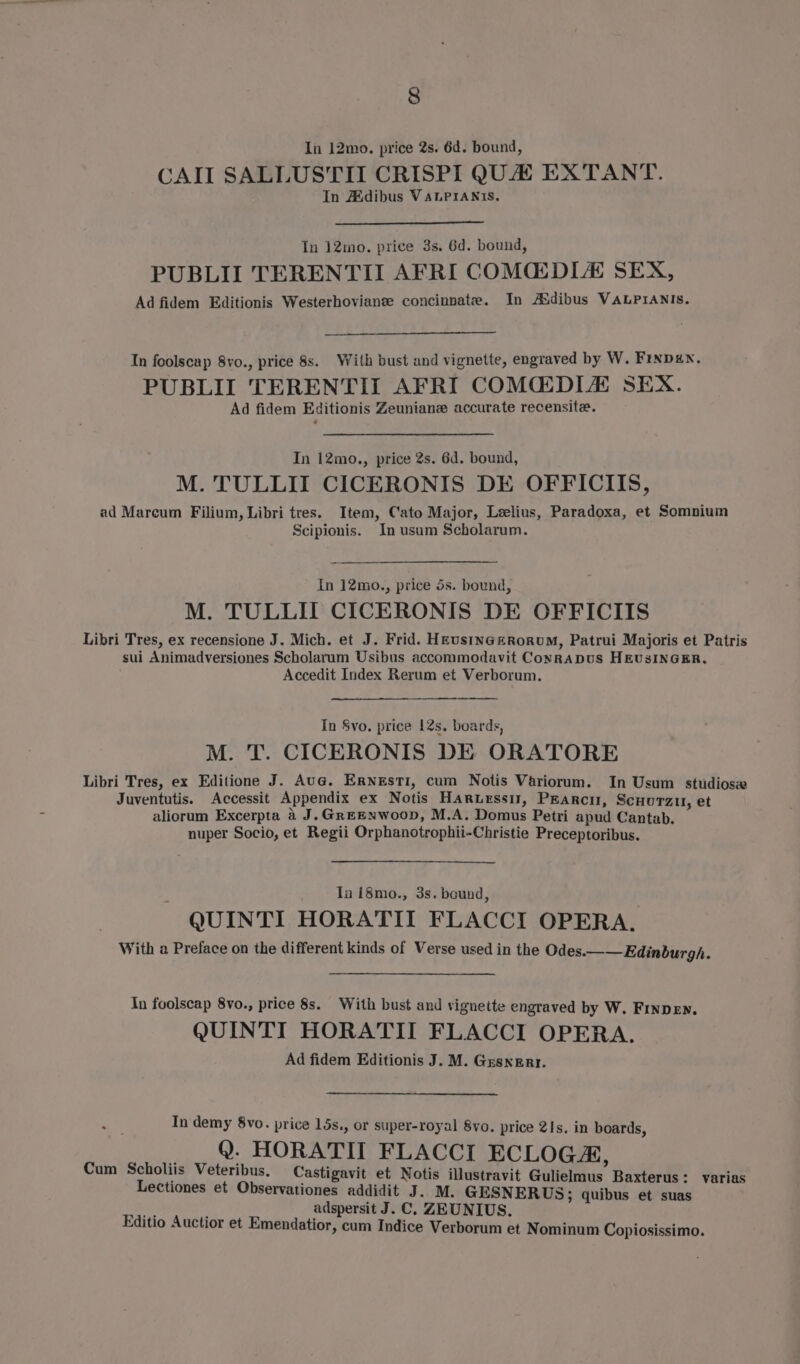 8
In 12mo. price 2s. 6d. bound,
CAII SALLUSTII CRISPI QUÆ EXTANT.
In Ædibus VALPIANIS.
In 12mo. price 3s. 6d. bound,
PUBLII TERENTII AFRI COMŒDIÆ SEX,
Ad fidem Editionis Westerhovianæ concinnatæ. In Ædibus VALPIANIS.
In foolscap 8vo., price 8s. With bust and vignette, engraved by W. FINDEN.
PUBLII TERENTII AFRI COMŒDIÆ SEX.
Ad fidem Editionis Zeunianæ accurate recensitæ.
In 12mo., price 2s. 6d. bound,
M. TULLII CICERONIS DE OFFICIIS,
ad Marcum Filium, Libri tres. Item, Cato Major, Lælius, Paradoxa, et Somnium
Scipionis. In usum Scholarum.
In 12mo., price 5s. bound,
M. TULLII CICERONIS DE OFFICIIS
Libri Tres, ex recensione J. Mich. et J. Frid. HEUSINGERORUM, Patrui Majoris et Patris
sui Animadversiones Scholarum Usibus accommodavit CONRADUS HEUSINGER.
Accedit Index Rerum et Verborum.
In 8vo. price 12s. boards,
M. T. CICERONIS DE ORATORE
Libri Tres, ex Editione J. AUG. ERNESTI, cum Notis Variorum. In Usum studiosæ
Juventutis. Accessit Appendix ex Notis HARLESSII, PEARCII, SCHUTZII, et
aliorum Excerpta à J. GREENWOOD, M.A. Domus Petri apud Cantab.
nuper Socio, et Regii Orphanotrophii-Christie Preceptoribus.
In 18mo., 3s. bound,
QUINTI HORATII FLACCI OPERA.
With a Preface on the different kinds of Verse used in the Odes.——Edinburgh.
In foolscap 8vo., price 8s. With bust and vignette engraved by W. FINDEN.
QUINTI HORATII FLACCI OPERA.
Ad fidem Editionis J. M. GESNERI.
In demy 8vo. price 15s., or super-royal 8vo. price 21s. in boards,
Q. HORATII FLACCI ECLOGÆ,
Cum Scholiis Veteribus. Castigavit et Notis illustravit Gulielmus Baxterus: varias
Lectiones et Observationes addidit J. M. GESNERUS; quibus et suas
adspersit J. C. ZEUNIUS.
Editio Auctior et Emendatior, cum Indice Verborum et Nominum Copiosissimo.